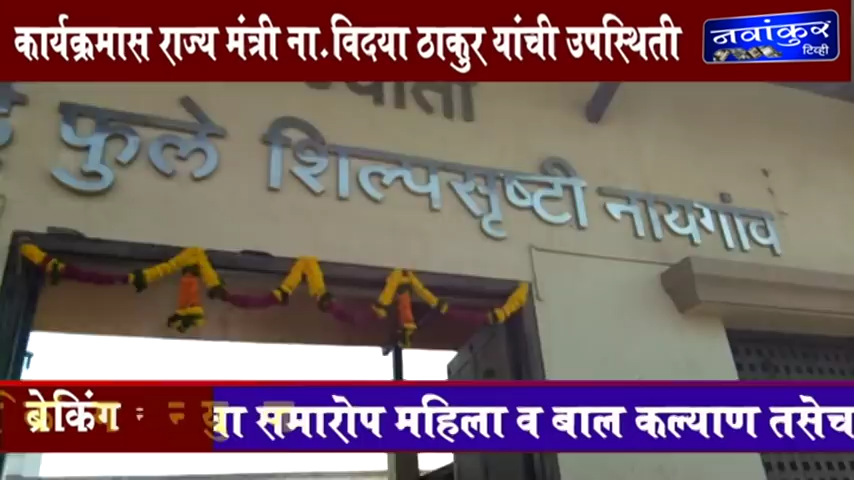 कार्यक्रमास राज्य मंत्री ना.विदया ठाकुर यांची उपस्थिती
नवांकुर
टिव्ही
ज्योती
फुले शिल्पसृष्टी नायगांव
ब्रेकिंग
समारोप महिला व बाल कल्याण तसेच